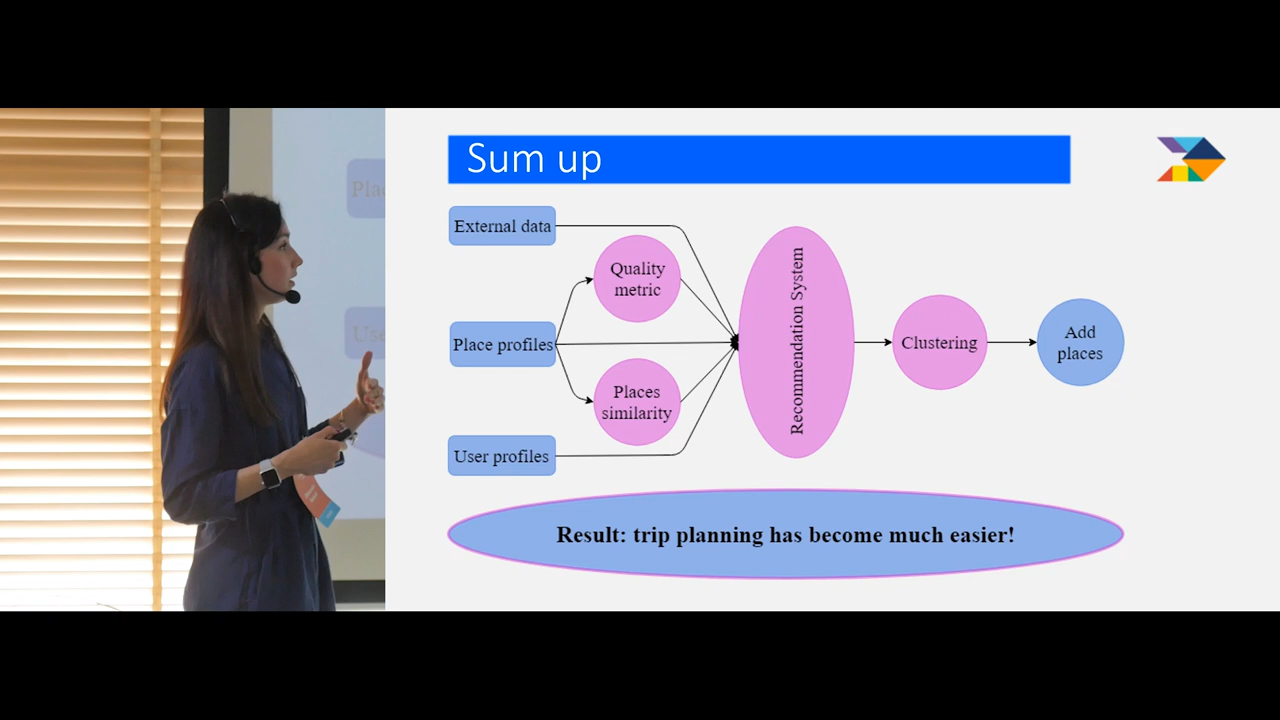 Sum up
External data
Quality
metric
Place profiles
Places
similarity
User profiles
Recommendation System
Clustering
Add
places
Result: trip planning has become much easier!